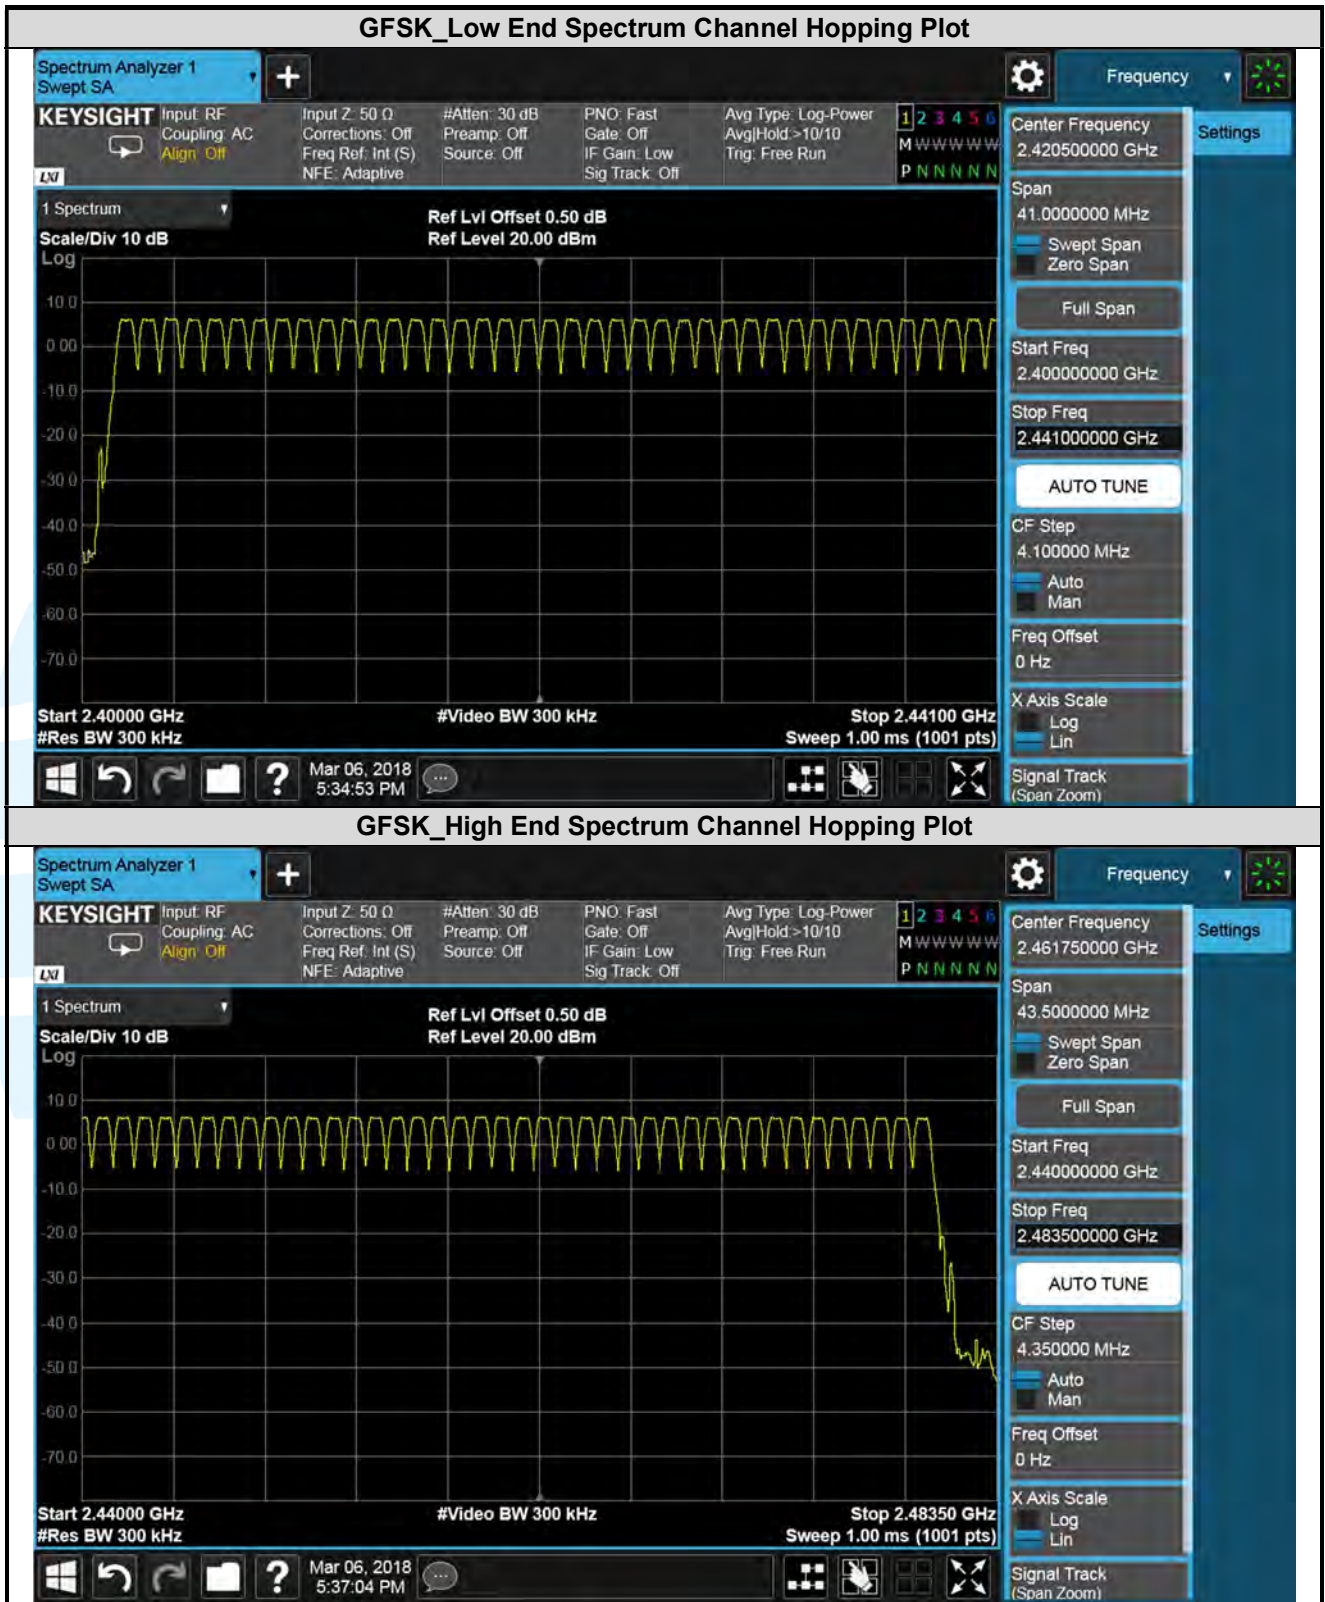 GFSK_Low End Spectrum Channel Hopping Plot
Spectrum Analyzer 1
Swept SA
Frequency
KEYSIGHT
Input: RF
Coupling: AC
Align: Off
Input Z: 50 Ω
Corrections: Off
Freq Ref: Int (S)
NFE: Adaptive
#Atten: 30 dB
Preamp: Off
Source: Off
PNO: Fast
Gate: Off
IF Gain: Low
Sig Track: Off
Avg Type: Log-Power
Avg|Hold:>10/10
Trig: Free Run
1 2 3 4 5 6
M W W W W W
P N N N N N
LXI
Center Frequency
2.420500000 GHz
Settings
Span
41.0000000 MHz
Swept Span
Zero Span
Full Span
Start Freq
2.400000000 GHz
Stop Freq
2.441000000 GHz
AUTO TUNE
CF Step
4.100000 MHz
Auto
Man
Freq Offset
0 Hz
X Axis Scale
Log
Lin
Signal Track
(Span Zoom)
1 Spectrum
Scale/Div 10 dB
Ref Lvl Offset 0.50 dB
Ref Level 20.00 dBm
Log
10.0
0.00
-10.0
-20.0
-30.0
-40.0
-50.0
-60.0
-70.0
Start 2.40000 GHz
#Video BW 300 kHz
Stop 2.44100 GHz
#Res BW 300 kHz
Sweep 1.00 ms (1001 pts)
Mar 06, 2018
5:34:53 PM
GFSK_High End Spectrum Channel Hopping Plot
Spectrum Analyzer 1
Swept SA
Frequency
KEYSIGHT
Input: RF
Coupling: AC
Align: Off
Input Z: 50 Ω
Corrections: Off
Freq Ref: Int (S)
NFE: Adaptive
#Atten: 30 dB
Preamp: Off
Source: Off
PNO: Fast
Gate: Off
IF Gain: Low
Sig Track: Off
Avg Type: Log-Power
Avg|Hold:>10/10
Trig: Free Run
1 2 3 4 5 6
M W W W W W
P N N N N N
LXI
Center Frequency
2.461750000 GHz
Settings
Span
43.5000000 MHz
Swept Span
Zero Span
Full Span
Start Freq
2.440000000 GHz
Stop Freq
2.483500000 GHz
AUTO TUNE
CF Step
4.350000 MHz
Auto
Man
Freq Offset
0 Hz
X Axis Scale
Log
Lin
Signal Track
(Span Zoom)
1 Spectrum
Scale/Div 10 dB
Ref Lvl Offset 0.50 dB
Ref Level 20.00 dBm
Log
10.0
0.00
-10.0
-20.0
-30.0
-40.0
-50.0
-60.0
-70.0
Start 2.44000 GHz
#Video BW 300 kHz
Stop 2.48350 GHz
#Res BW 300 kHz
Sweep 1.00 ms (1001 pts)
Mar 06, 2018
5:37:04 PM